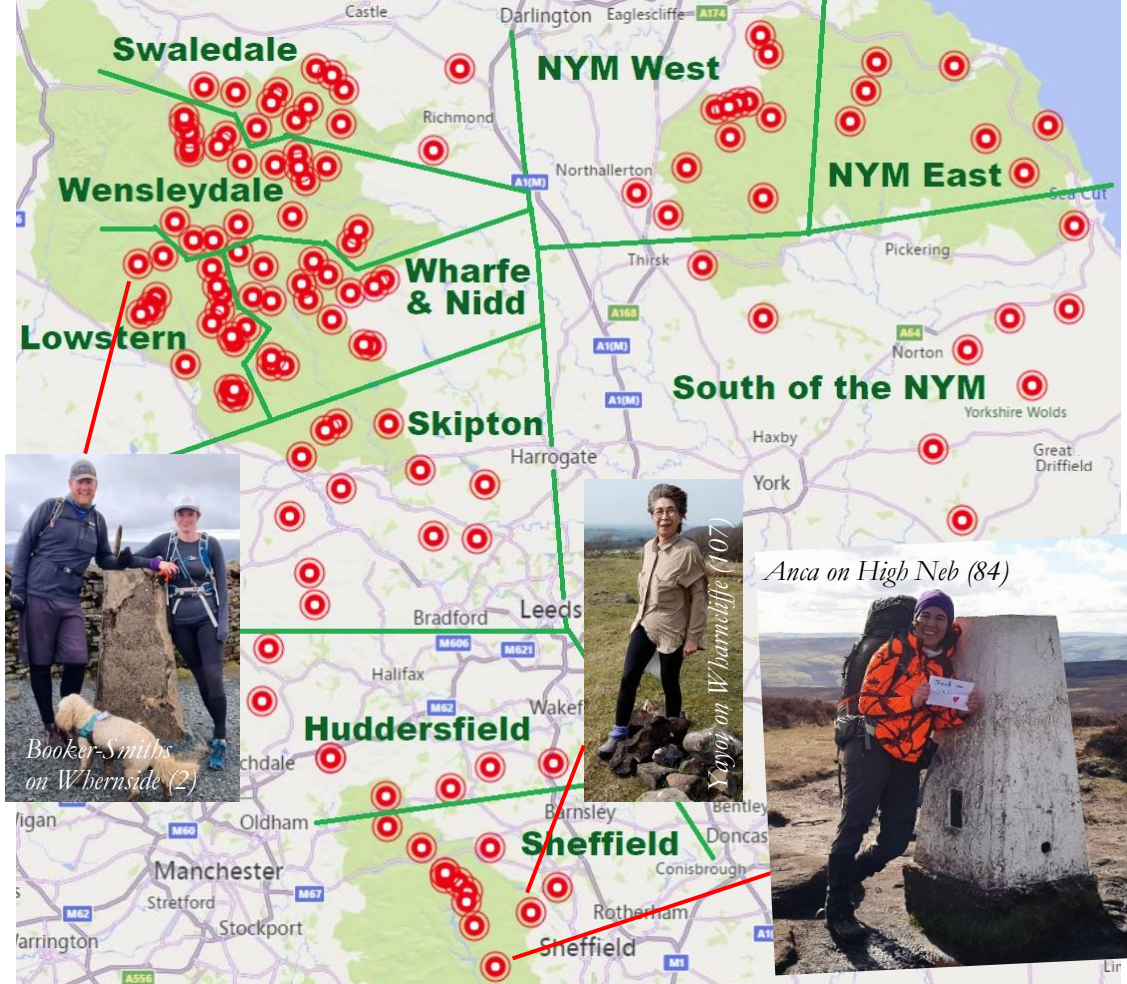 Castle
Darlington
Eaglescliffe
A174
Swaledale
NYM West
Richmond
Northallerton
A1(M)
NYM East
Wensleydale
Sea Cut
6
Thirsk
Pickering
Wharfe
& Nidd
A168
Lowstern
A64
A1(M)
Norton
South of the NYM
A1(M)
Yorkshire Wolds
Skipton
Haxby
Harrogate
Great
Driffield
York
Yayoi on Wharncliffe (107)
Anca on High Neb (84)
Bradford
Leeds
M606
M621
Halifax
M62
Wakef
Huddersfield
Booker-Smiths
on Whernside (2)
chdale
Oldham
Barnsley
Bentley
igan
M60
Sheffield
Doncas
Manchester
Conisbrough
M67
Stretford
M62
Rotherham
Stockport
arrington
Sheffield
A1(
M1
A556
Lin